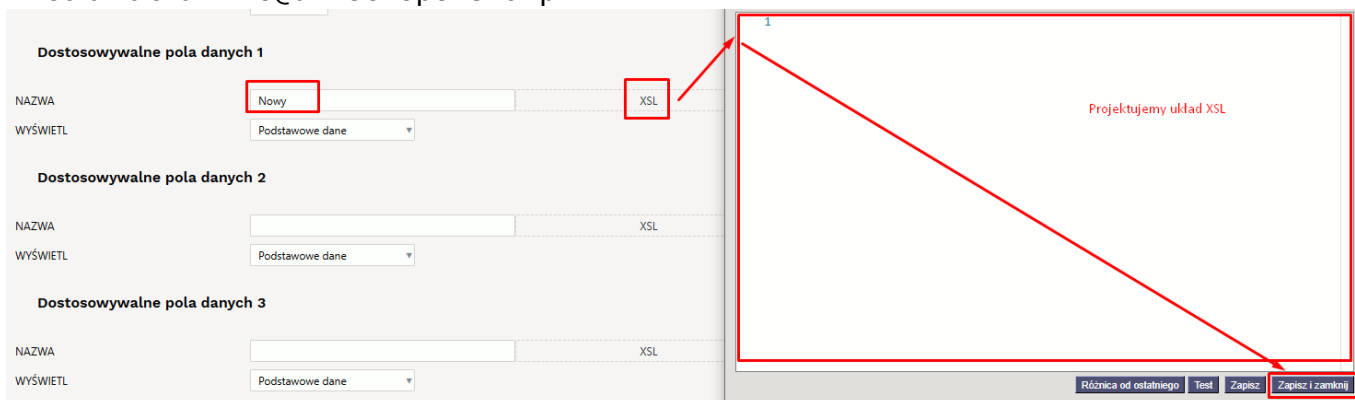 1
Dostosowywalne pola danych 1
NAZWA Nowy XSL
Projektujemy układ XSL
WYŚWIETL Podstawowe dane
Dostosowywalne pola danych 2
NAZWA XSL
WYŚWIETL Podstawowe dane
Dostosowywalne pola danych 3
NAZWA XSL
WYŚWIETL Podstawowe dane
Różnica od ostatniego Test Zapisz Zapisz i zamknij